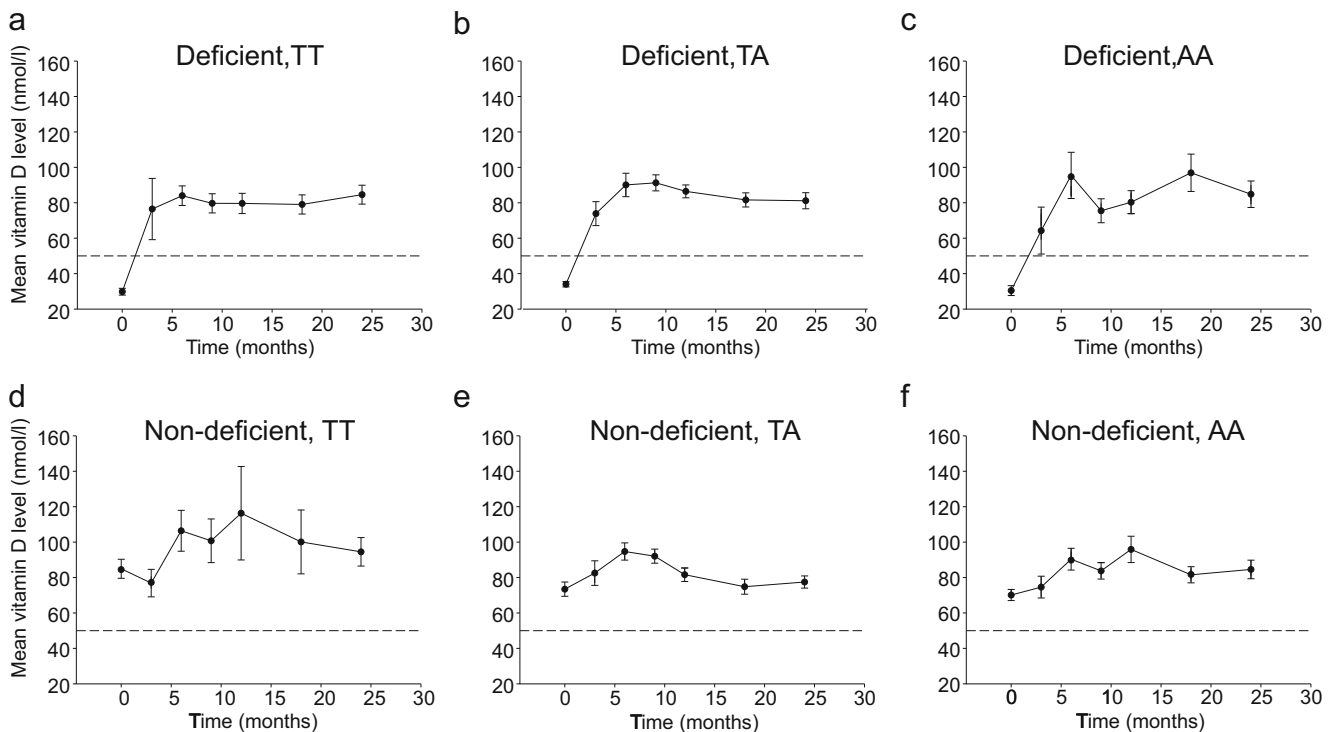 a
Deficient,TT
Mean vitamin D level (nmol/l)
160
140
120
100
80
60
40
20
0 5 10 15 20 25 30
Time (months)
b
Deficient,TA
160
140
120
100
80
60
40
20
0 5 10 15 20 25 30
Time (months)
c
Deficient,AA
160
140
120
100
80
60
40
20
0 5 10 15 20 25 30
Time (months)
d
Non-deficient, TT
Mean vitamin D level (nmol/l)
160
140
120
100
80
60
40
20
0 5 10 15 20 25 30
Time (months)
e
Non-deficient, TA
160
140
120
100
80
60
40
20
0 5 10 15 20 25 30
Time (months)
f
Non-deficient, AA
160
140
120
100
80
60
40
20
0 5 10 15 20 25 30
Time (months)